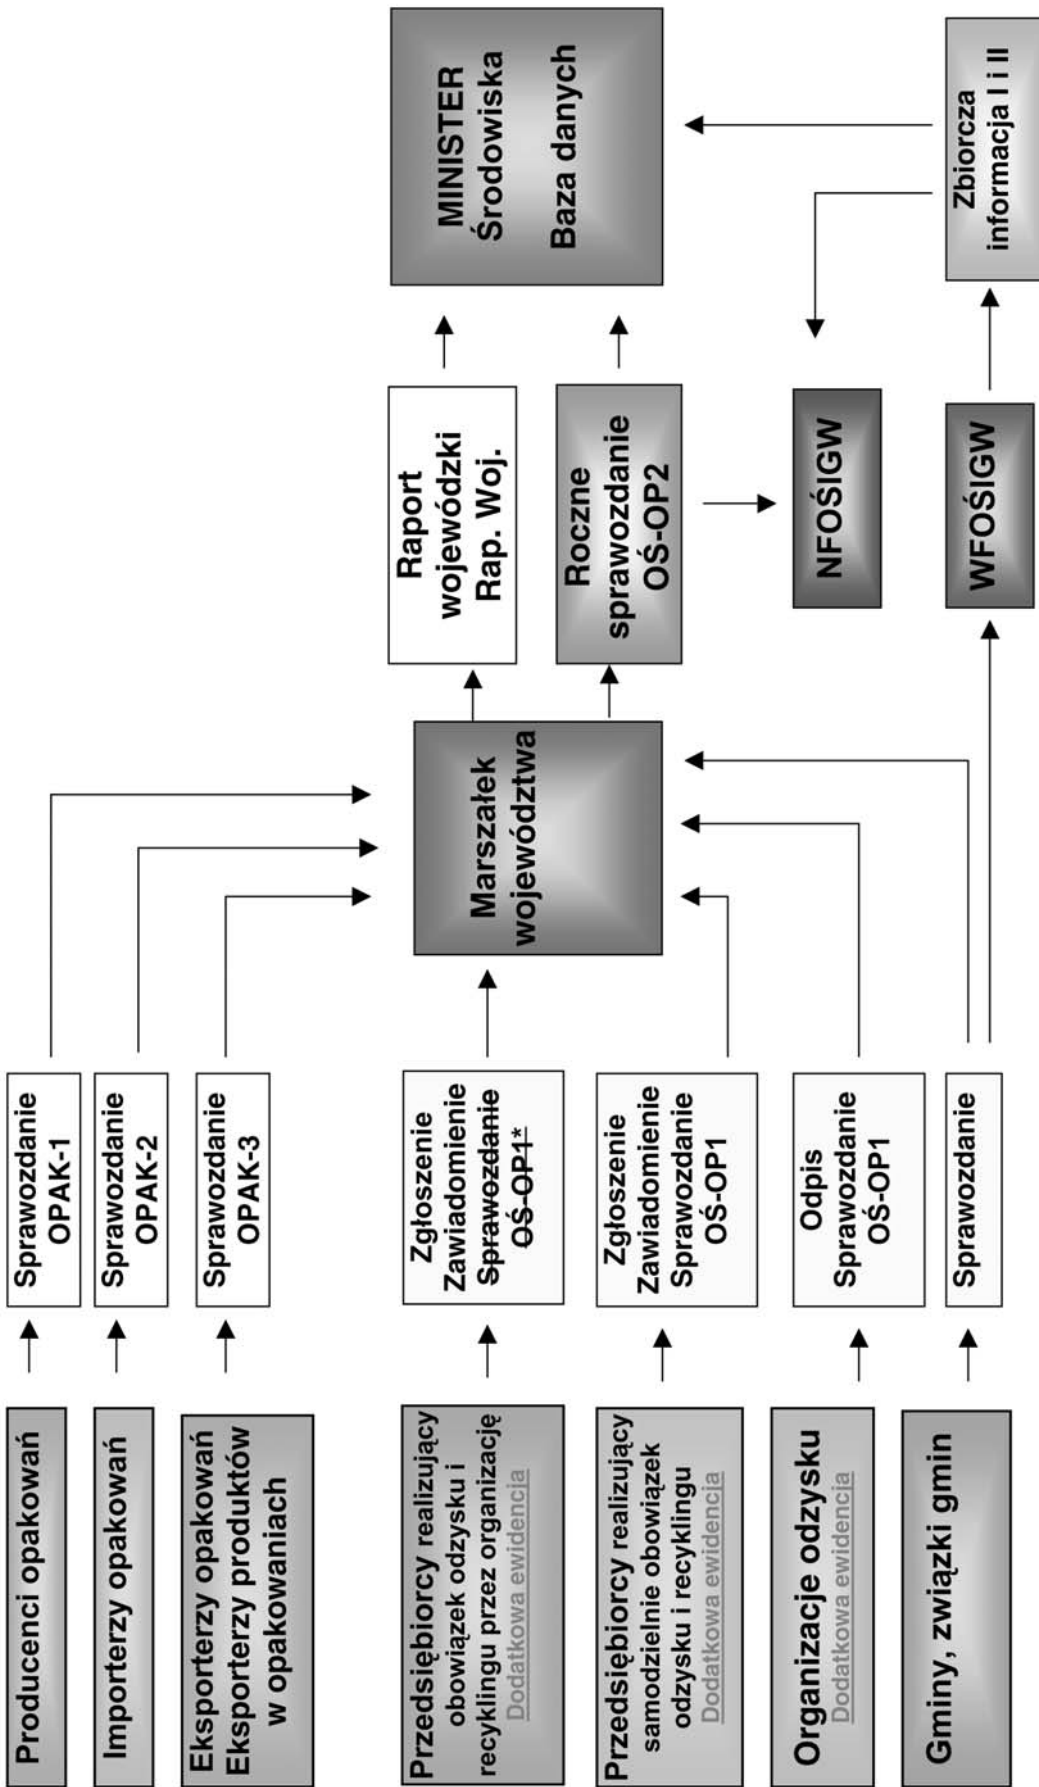 Producenci opakowań
Sprawozdanie
OPAK-1
Importerzy opakowań
Sprawozdanie
OPAK-2
Eksporterzy opakowań
Eksporterzy produktów
w opakowaniach
Sprawozdanie
OPAK-3
Przedsiębiorcy realizujący
obowiązek odzysku i
recyklingu przez organizację
Dodatkowa ewidencja
Zgłoszenie
Zawiadomienie
Sprawozdanie
OŚ-OP1*
Przedsiębiorcy realizujący
samodzielnie obowiązek
odzysku i recyklingu
Dodatkowa ewidencja
Zgłoszenie
Zawiadomienie
Sprawozdanie
OŚ-OP1
Organizacje odzysku
Dodatkowa ewidencja
Odpis
Sprawozdanie
OŚ-OP1
Gminy, związki gmin
Sprawozdanie
Marszałek
województwa
Raport
wojewódzki
Rap. Woj.
Roczne
sprawozdanie
OŚ-OP2
NFOŚIGW
WFOŚIGW
MINISTER
Środowiska
Baza danych
Zbiorcza
informacja I i II